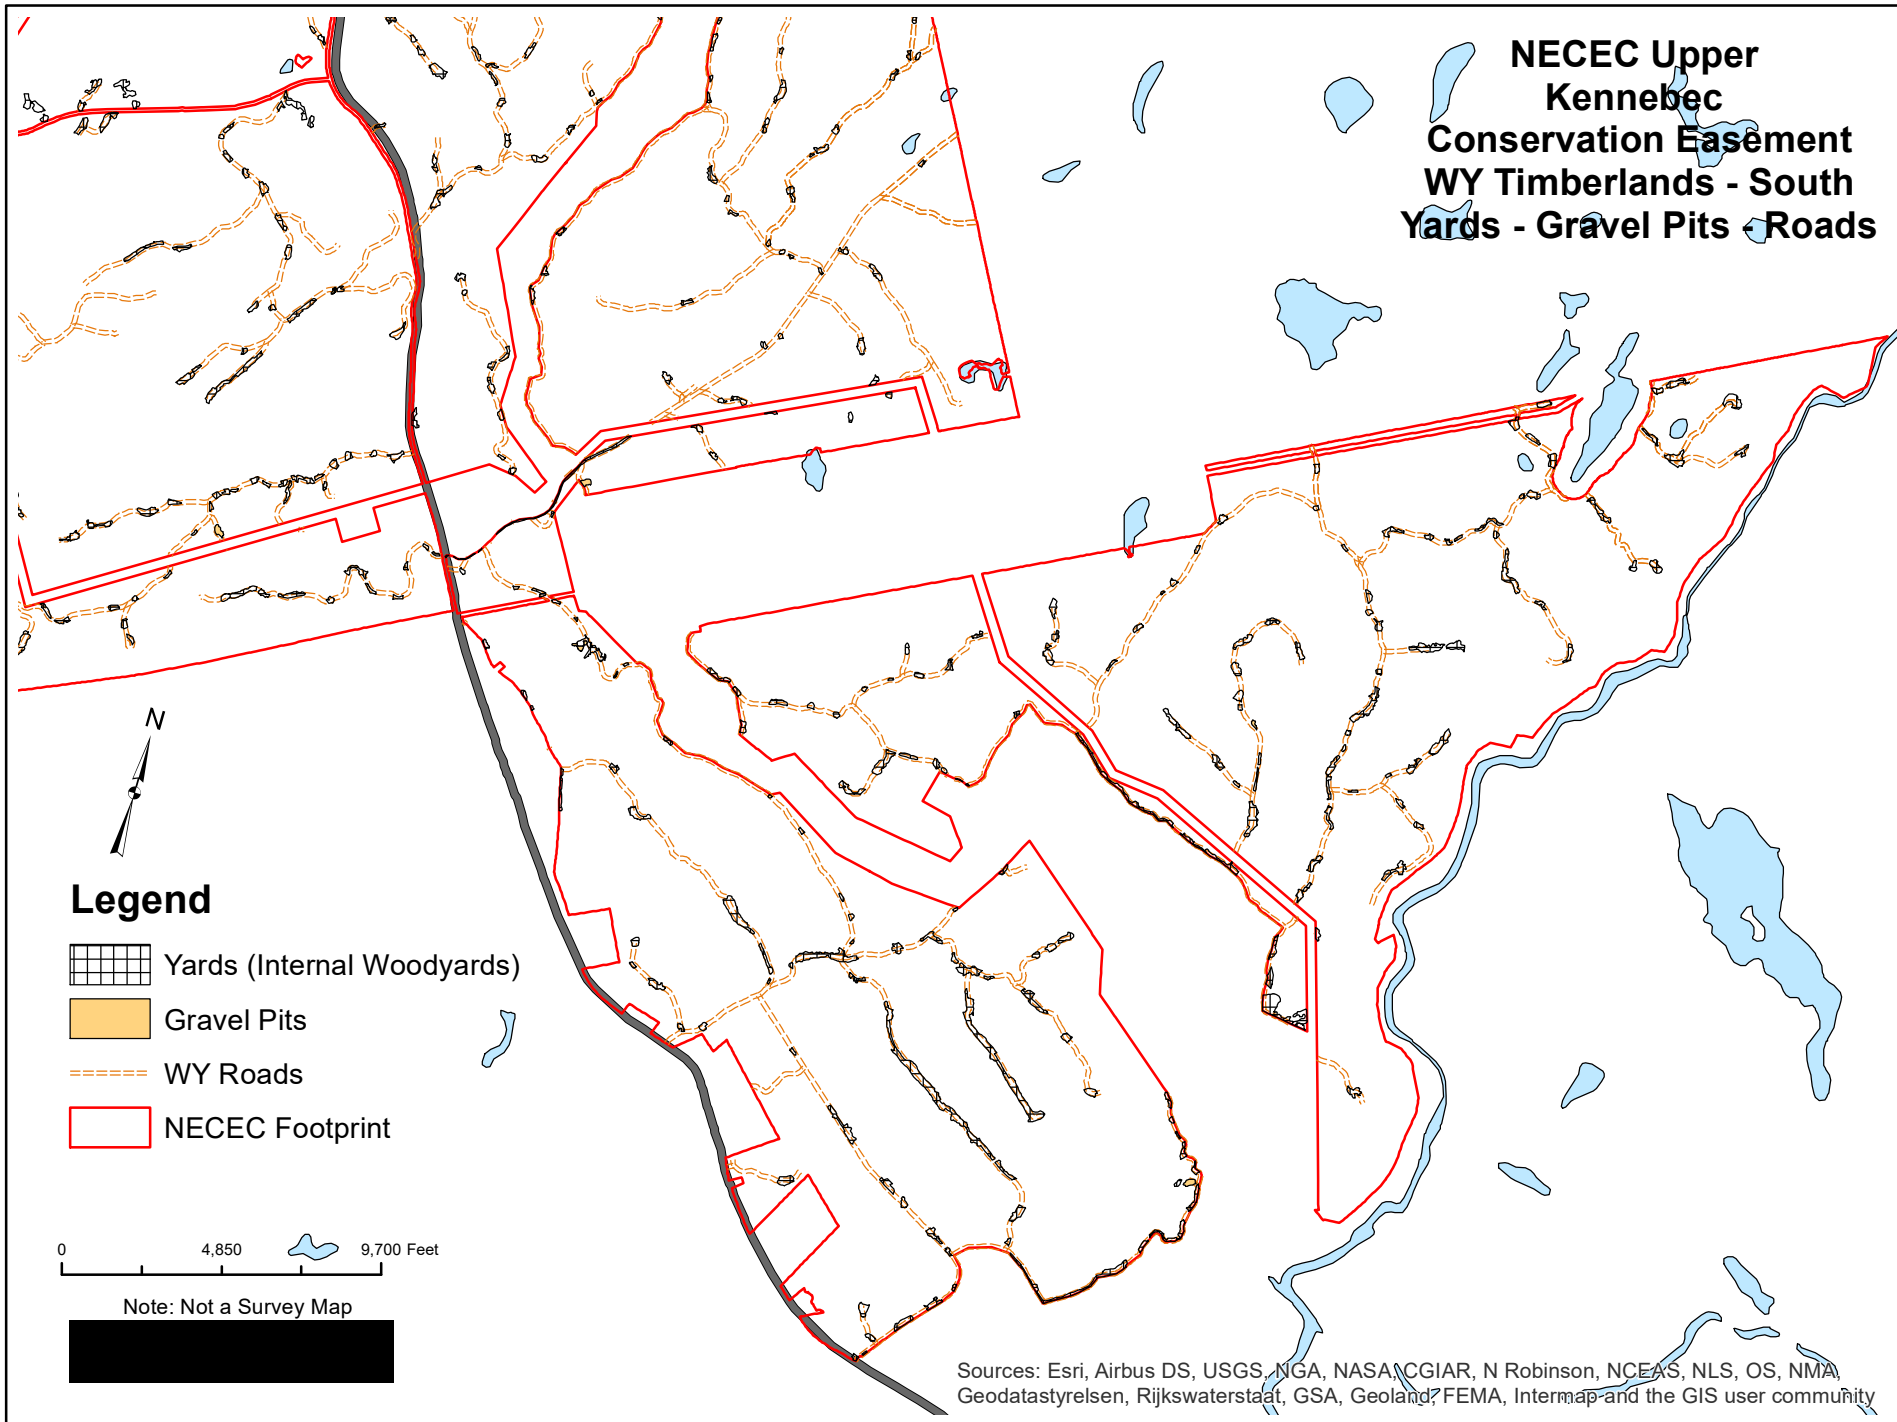 NECEC Upper
Kennebec
Conservation Easement
WY Timberlands - South
Yards - Gravel Pits - Roads
N
Legend
Yards (Internal Woodyards)
Gravel Pits
WY Roads
NECEC Footprint
0 4,850 9,700 Feet
Note: Not a Survey Map
Sources: Esri, Airbus DS, USGS, NGA, NASA, CGIAR, N Robinson, NCEAS, NLS, OS, NMA,
Geodatastyrelsen, Rijkswaterstaat, GSA, Geoland, FEMA, Intermap and the GIS user community